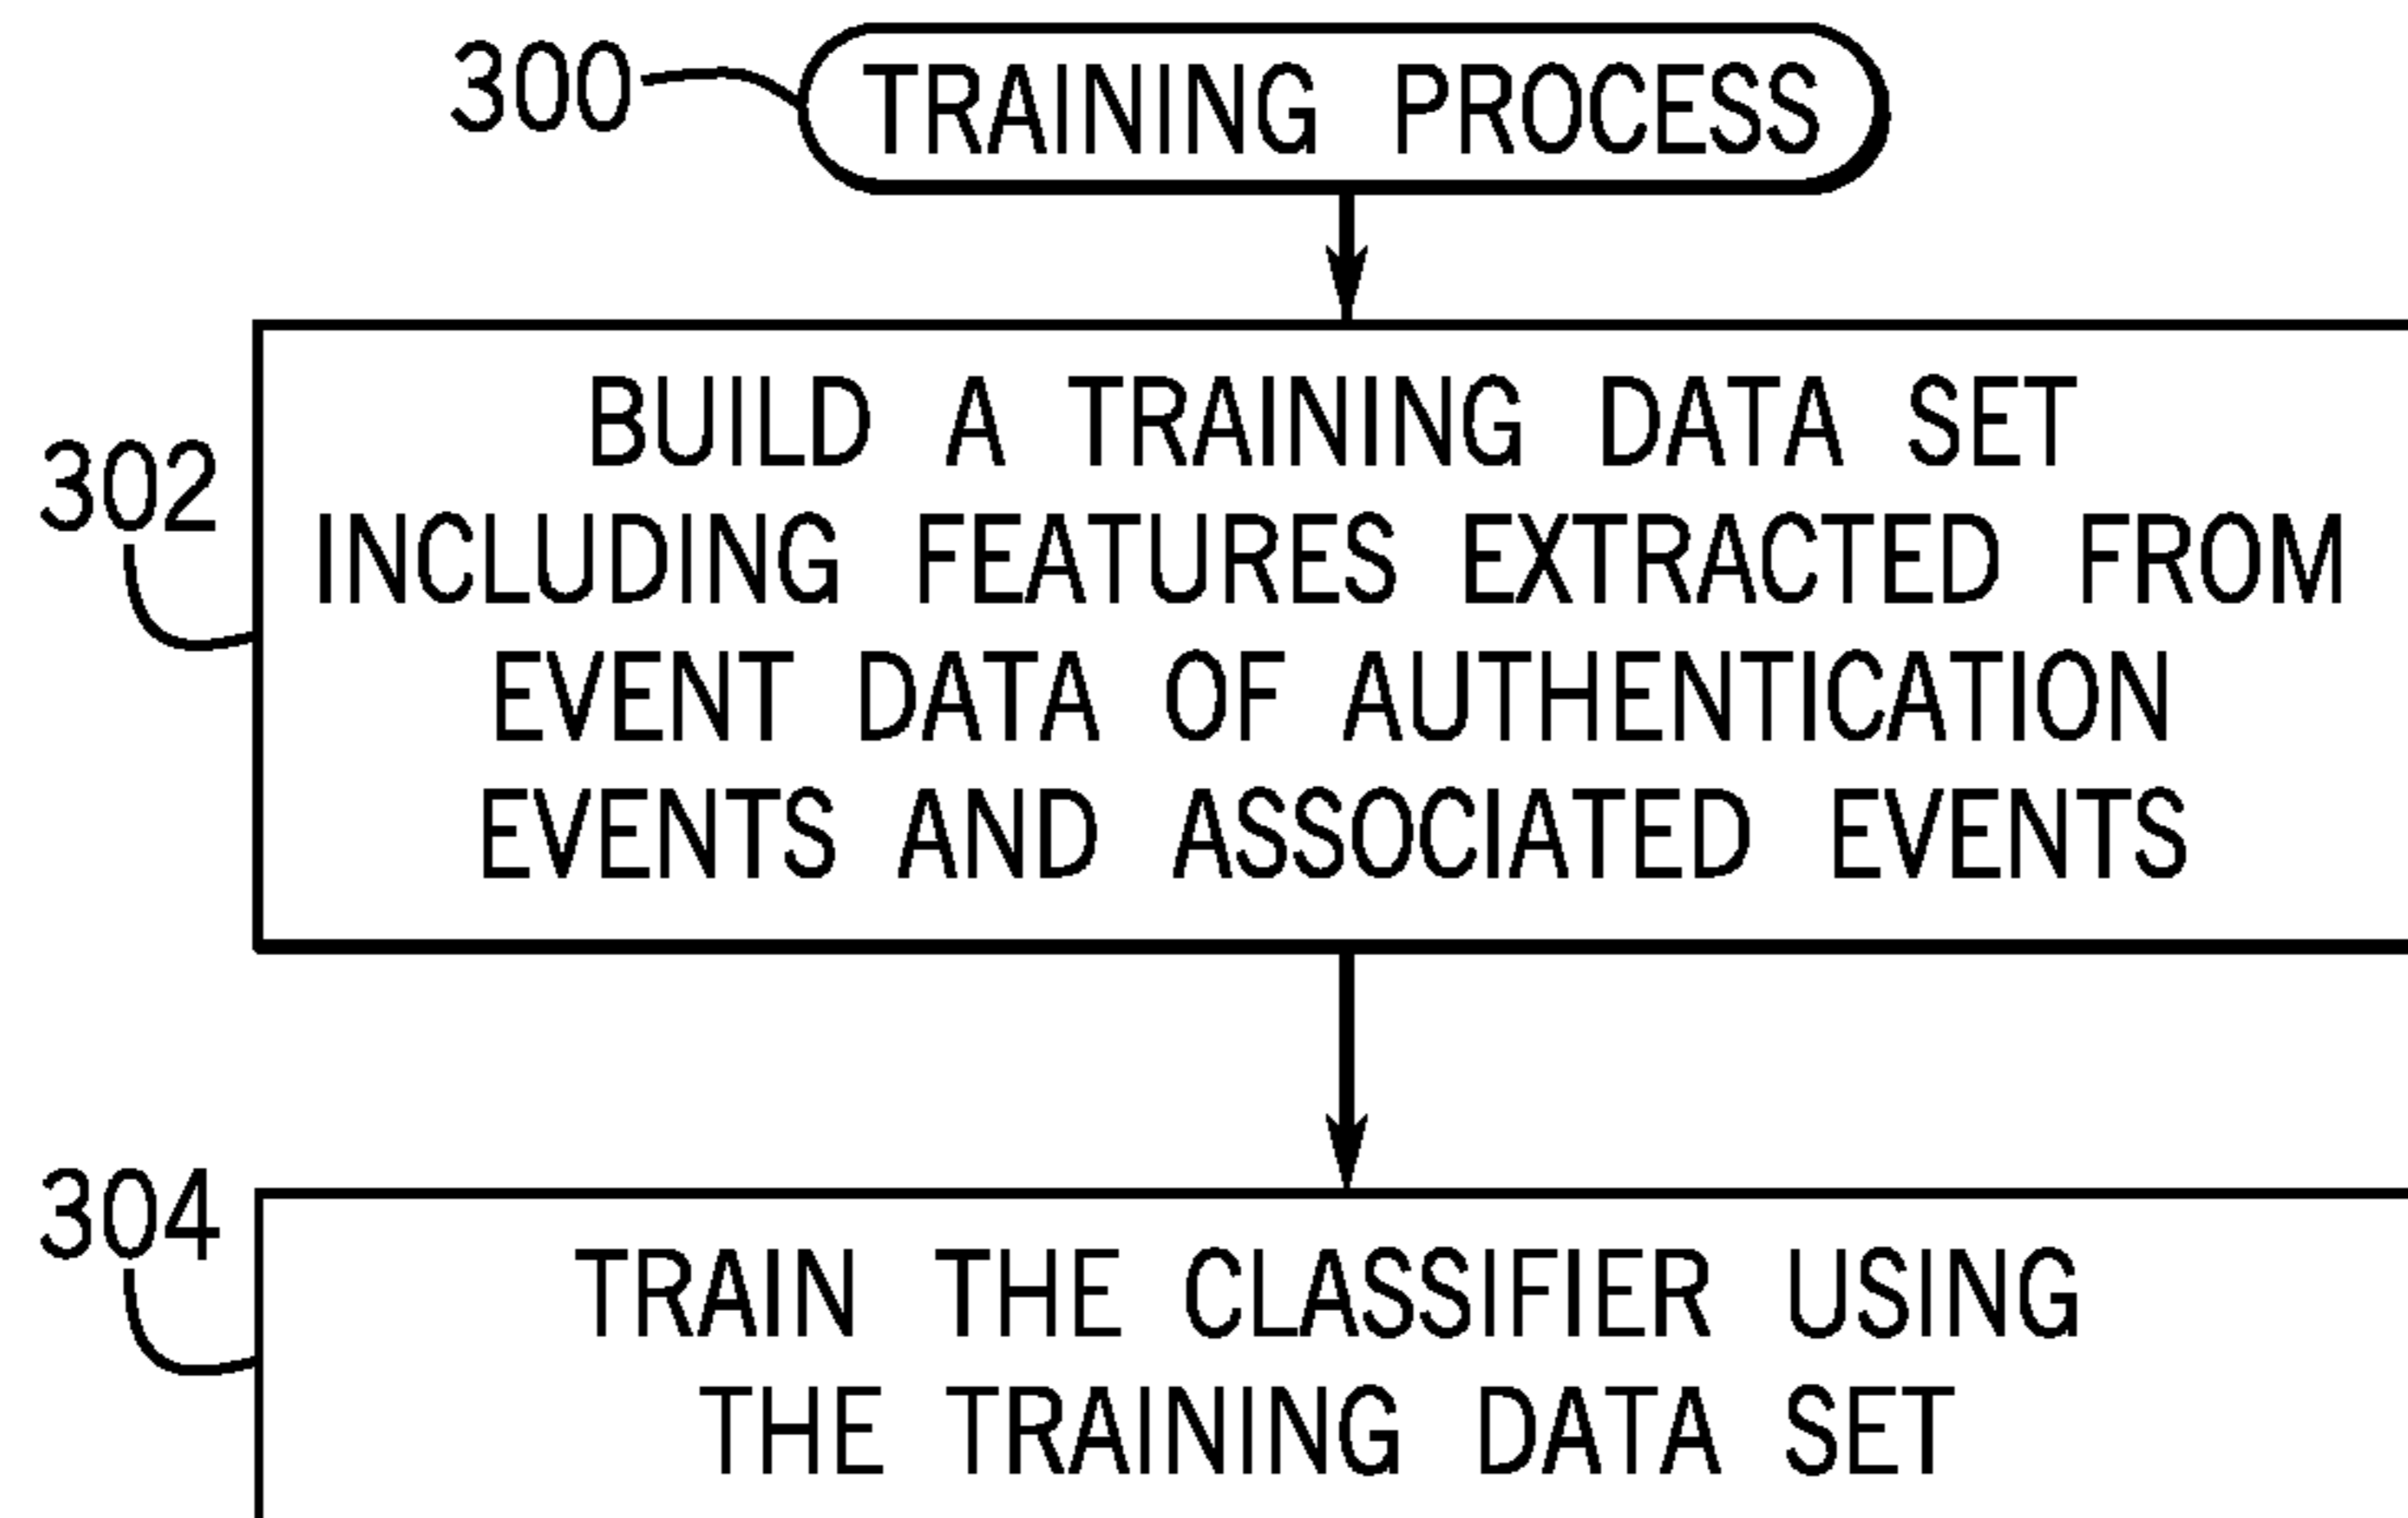 300
TRAINING PROCESS
302
BUILD A TRAINING DATA SET
INCLUDING FEATURES EXTRACTED FROM
EVENT DATA OF AUTHENTICATION
EVENTS AND ASSOCIATED EVENTS
304
TRAIN THE CLASSIFIER USING
THE TRAINING DATA SET